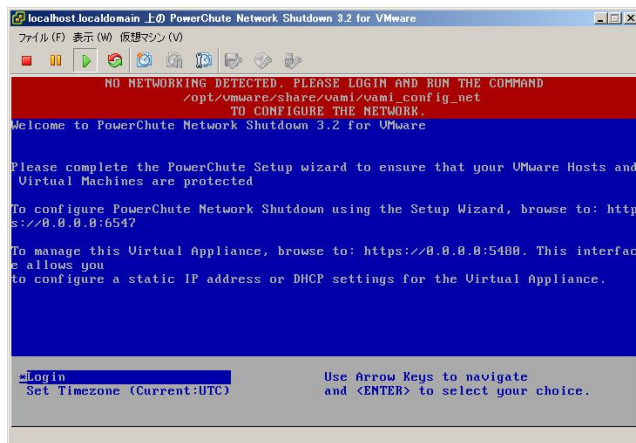 localhost.localdomain 上の PowerChute Network Shutdown 3.2 for VMware
ファイル(F) 表示(W) 仮想マシン(V)
NO NETWORKING DETECTED. PLEASE LOGIN AND RUN THE COMMAND
/opt/vmware/share/vami/vami_config_net
TO CONFIGURE THE NETWORK.
Welcome to PowerChute Network Shutdown 3.2 for VMware
Please complete the PowerChute Setup wizard to ensure that your VMware Hosts and
Virtual Machines are protected
To configure PowerChute Network Shutdown using the Setup Wizard, browse to: http
s://0.0.0.0:6547
To manage this Virtual Appliance, browse to: https://0.0.0.0:5480. This interfac
e allows you
to configure a static IP address or DHCP settings for the Virtual Appliance.
*Login
Use Arrow Keys to navigate
Set Timezone (Current:UTC)
and <ENTER> to select your choice.